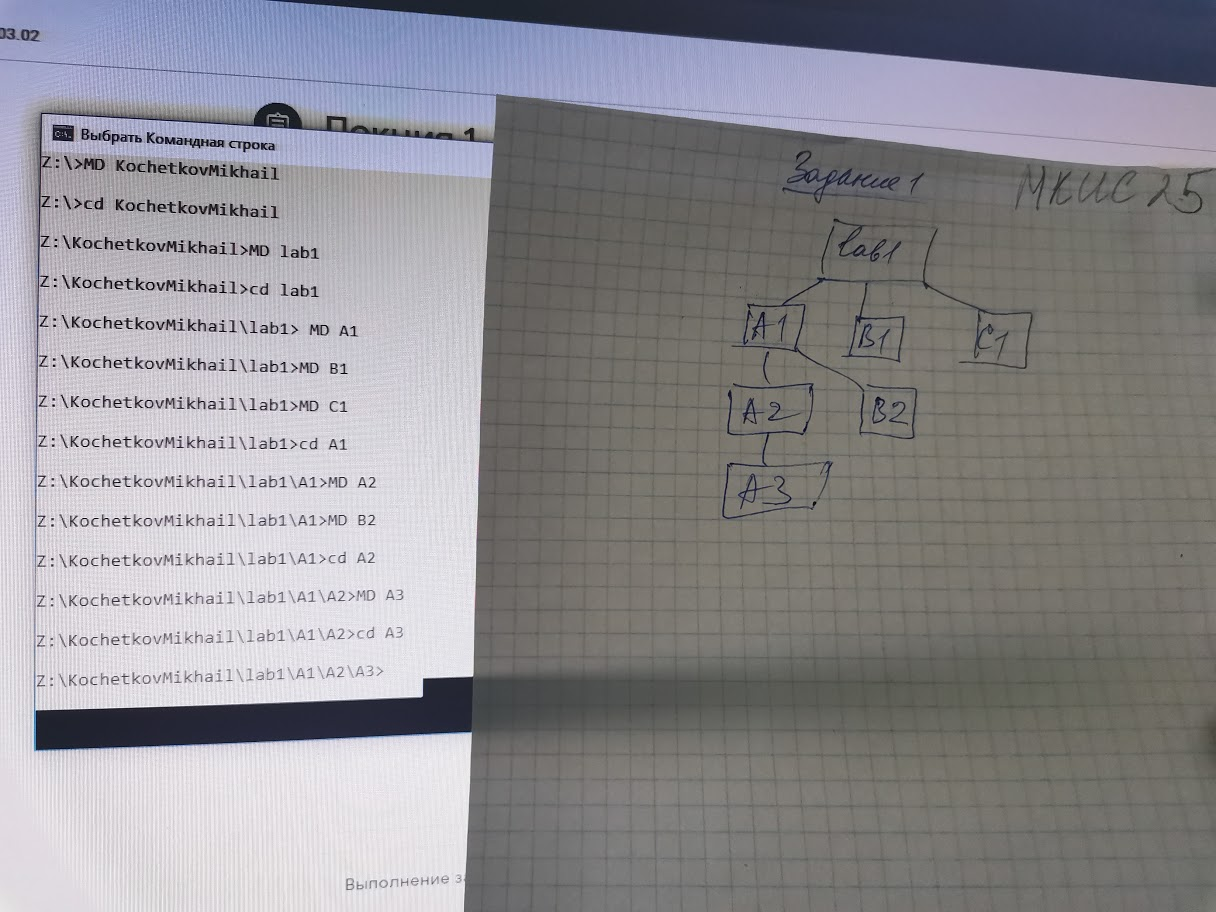 03.02
Лекция 1
Выбрать Командная строка
Z:\>MD KochetkovMikhail
Z:\>cd KochetkovMikhail
Z:\KochetkovMikhail>MD lab1
Z:\KochetkovMikhail>cd lab1
Z:\KochetkovMikhail\lab1> MD A1
Z:\KochetkovMikhail\lab1>MD B1
Z:\KochetkovMikhail\lab1>MD C1
Z:\KochetkovMikhail\lab1>cd A1
Z:\KochetkovMikhail\lab1\A1>MD A2
Z:\KochetkovMikhail\lab1\A1>MD B2
Z:\KochetkovMikhail\lab1\A1>cd A2
Z:\KochetkovMikhail\lab1\A1\A2>MD A3
Z:\KochetkovMikhail\lab1\A1\A2>cd A3
Z:\KochetkovMikhail\lab1\A1\A2\A3>
Выполнение
Задание 1
МКИС 25
lab1
A1 B1 C1
A2 B2
A3